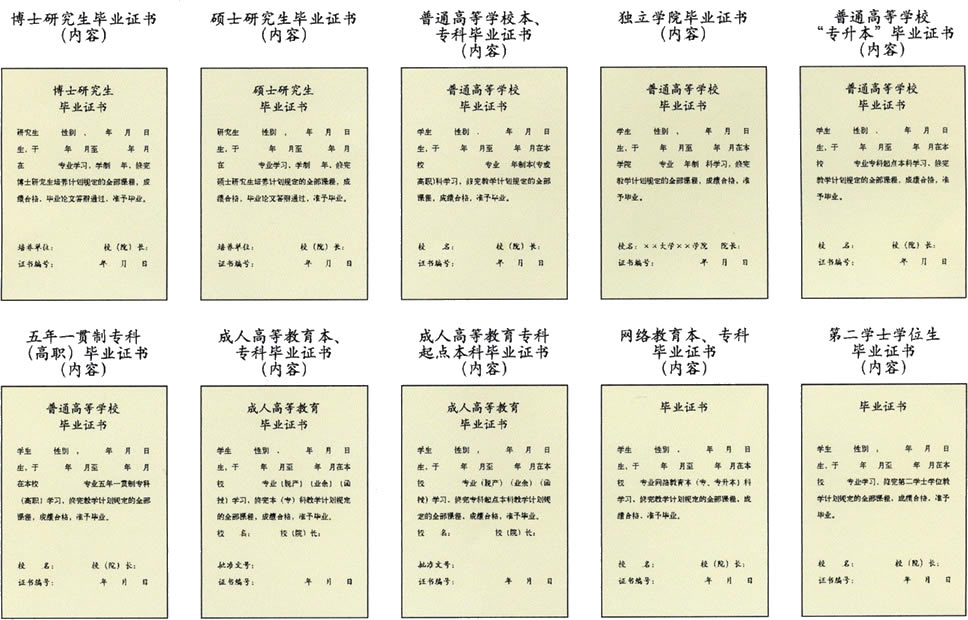 博士研究生毕业证书
（内容）
博士研究生
毕业证书
研究生 性别 ， 年 月 日
生，于 年 月至 年 月
在 专业学习，学制 年，修完
博士研究生培养计划规定的全部课程，成
绩合格，毕业论文答辩通过，准予毕业。
培养单位： 校（院）长：
证书编号： 年 月 日
硕士研究生毕业证书
（内容）
硕士研究生
毕业证书
研究生 性别 ， 年 月 日
生，于 年 月至 年 月
在 专业学习，学制 年，修完
硕士研究生培养计划规定的全部课程，成
绩合格，毕业论文答辩通过，准予毕业。
培养单位： 校（院）长：
证书编号： 年 月 日
普通高等学校本、
专科毕业证书
（内容）
普通高等学校
毕业证书
学生 性别 ． 年 月 日
生，于 年 月至 年 月在本
校 专业 年制本(专或
高职)科学习，修完教学计划规定的全部
课程，成绩合格，准予毕业。
校 名： 校（院）长：
证书编号： 年 月 日
独立学院毕业证书
（内容）
普通高等学校
毕业证书
学生 性别 ， 年 月 日
生，于 年 月至 年 月在本
学院 专业 年制 科学习，修完
教学计划规定的全部课程，成绩合格，准
予毕业。
校名：××大学××学院 院长：
证书编号： 年 月 日
普通高等学校
“专升本”毕业证书
（内容）
普通高等学校
毕业证书
学生 性别 ， 年 月 日
生，于 年 月至 年 月在本
校 专业专科起点本科学习，修完
教学计划规定的全部课程，成绩合格，准
予毕业。
校 名： 校（院）长：
证书编号： 年 月 日
五年一贯制专科
（高职）毕业证书
（内容）
普通高等学校
毕业证书
学生 性别 ， 年 月 日
生，于 年 月至 年 月
在本校 专业五年一贯制专科
（高职）学习，修完教学计划规定的全部
课程，成绩合格，准予毕业。
校 名： 校（院）长：
证书编号： 年 月 日
成人高等教育本、
专科毕业证书
（内容）
成人高等教育
毕业证书
学生 性别 ， 年 月 日
生，于 年 月至 年 月在本
校 专业（脱产）（业余）（函
授）学习，修完本（专）科教学计划规定
的全部课程，成绩合格，准予毕业。
校 名： 校（院）长：
批准文号：
证书编号： 年 月 日
成人高等教育专科
起点本科毕业证书
（内容）
成人高等教育
毕业证书
学生 性别 ， 年 月 日
生，于 年 月至 年 月在本
校 专业（脱产）（业余）（函
授）学习，修完专科起点本科教学计划规
定的全部课程，成绩合格，准予毕业。
校 名： 校（院）长：
批准文号：
证书编号： 年 月 日
网络教育本、专科
毕业证书
（内容）
毕业证书
学生 性别 ， 年 月 日
生，于 年 月至 年 月在本
校 专业网络教育本（专、专升本）科
学习，修完教学计划规定的全部课程，成
绩合格，准予毕业。
校 名： 校（院）长：
证书编号： 年 月 日
第二学士学位生
毕业证书
（内容）
毕业证书
学生 性别 ， 年 月 日
生，于 年 月至 年 月在本
校 专业学习，修完第二学士学位教
学计划规定的全部课程，成绩合格，准予
毕业。
校 名： 校（院）长：
证书编号： 年 月 日